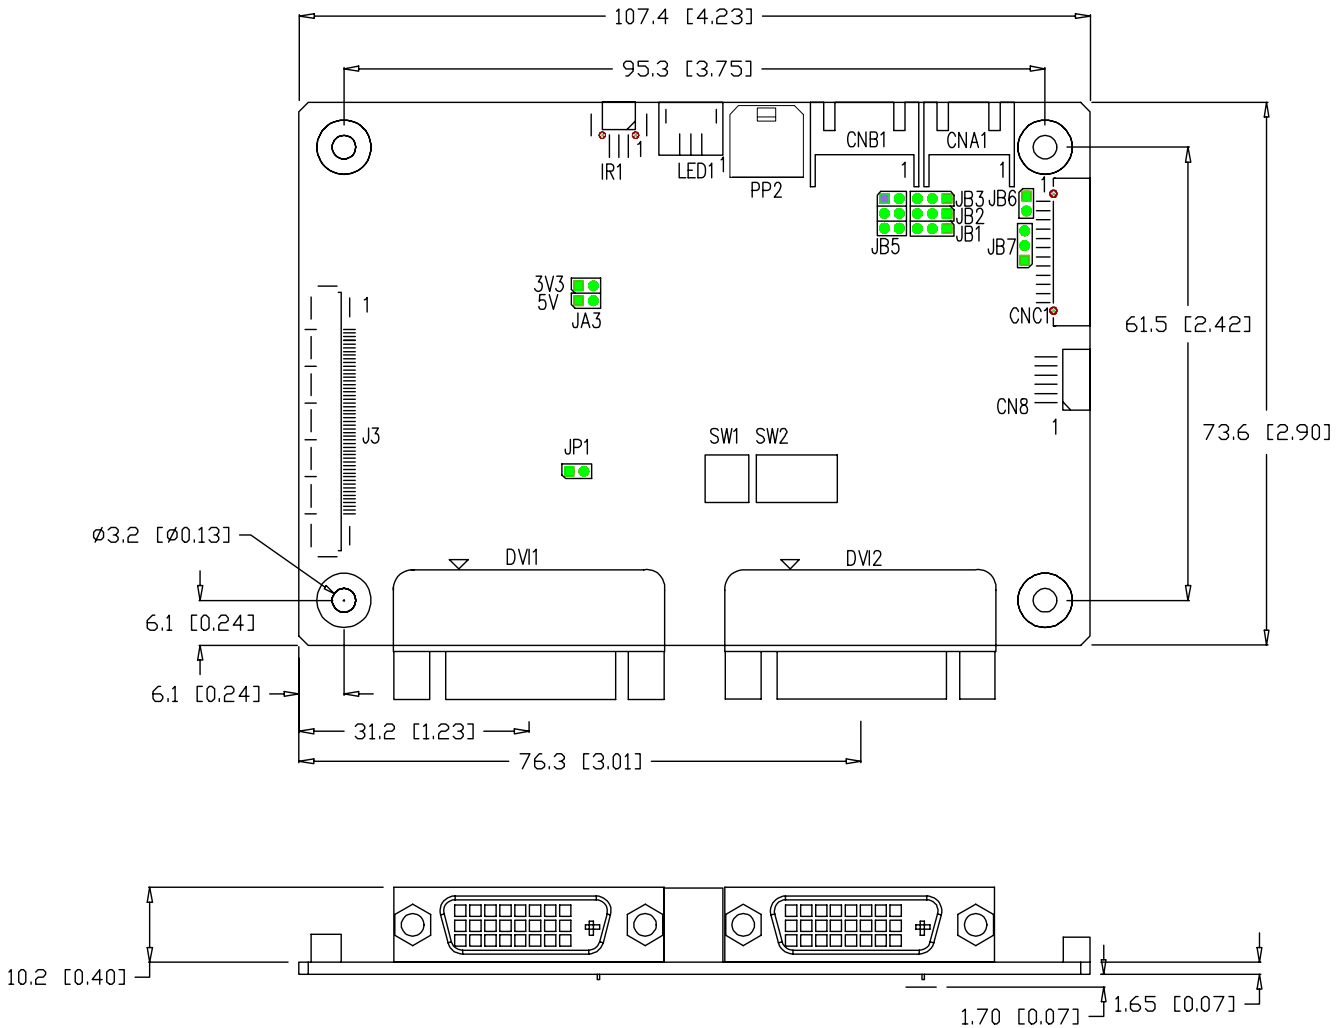 107.4 [4.23]
95.3 [3.75]
CNB1
CNA1
1
IR1
LED1
1
PP2
1
1
1
JB3
JB6
JB2
JB1
JB5
JB7
3V3
5V
JA3
1
CNC1
61.5 [2.42]
CN8
1
73.6 [2.90]
J3
JP1
SW1
SW2
ø3.2 [ø0.13]
DVI1
DVI2
6.1 [0.24]
6.1 [0.24]
31.2 [1.23]
76.3 [3.01]
10.2 [0.40]
1.65 [0.07]
1.70 [0.07]